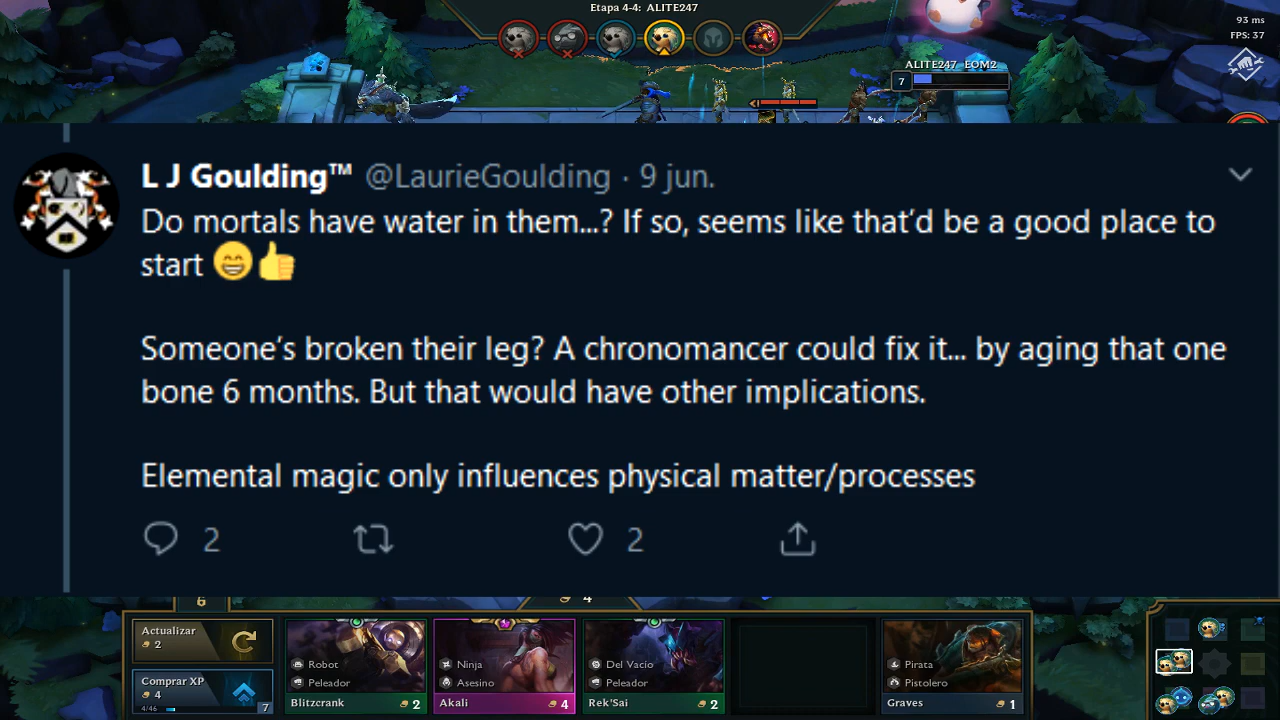 Etapa 4-4: ALITE247
93 ms
FPS: 37
ALITE247 EOM2
7
L J Goulding™ @LaurieGoulding · 9 jun.
Do mortals have water in them...? If so, seems like that'd be a good place to
start 😁👍
Someone's broken their leg? A chronomancer could fix it... by aging that one
bone 6 months. But that would have other implications.
Elemental magic only influences physical matter/processes
2 2
6
4
Actualizar
2
Comprar XP
4
4/46 7
Robot
Peleador
Blitzcrank 2
Ninja
Asesino
Akali 4
Del Vacío
Peleador
Rek'Sai 2
Pirata
Pistolero
Graves 1